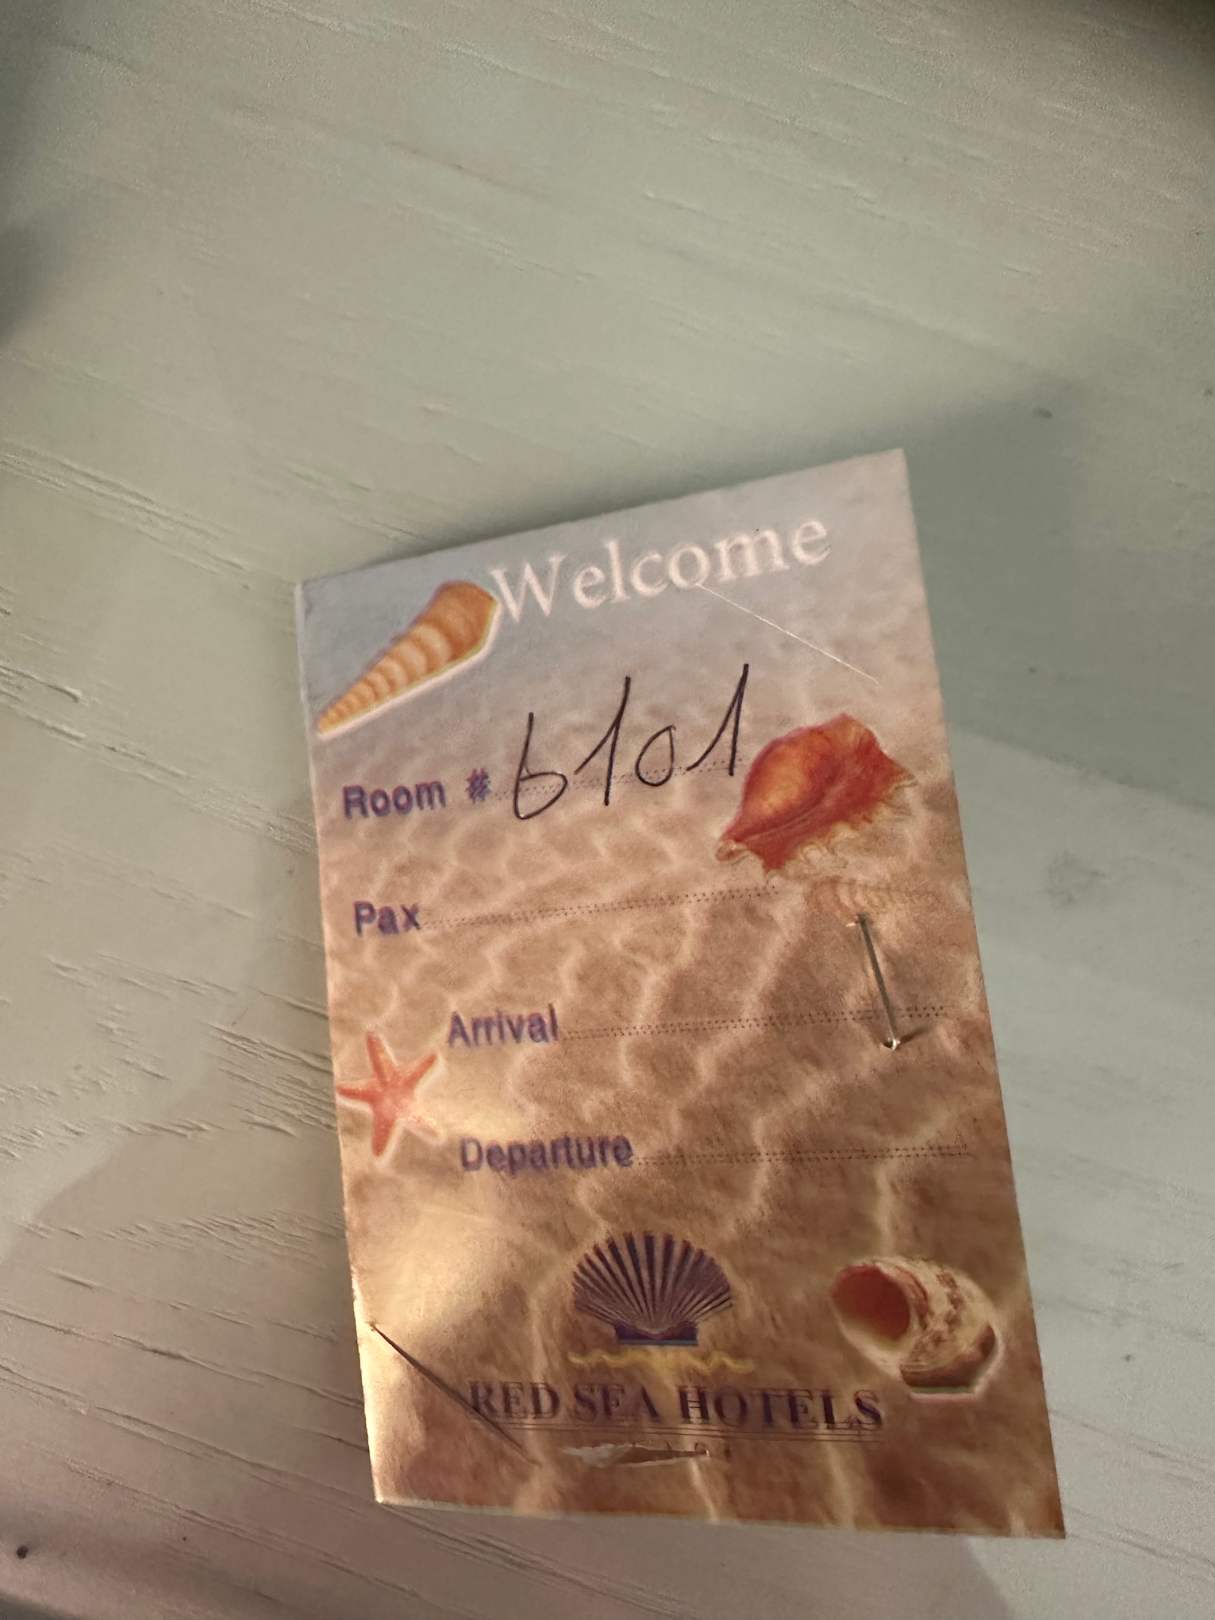 Welcome
Room # 6101
Pax
Arrival
Departure
RED SEA HOTELS